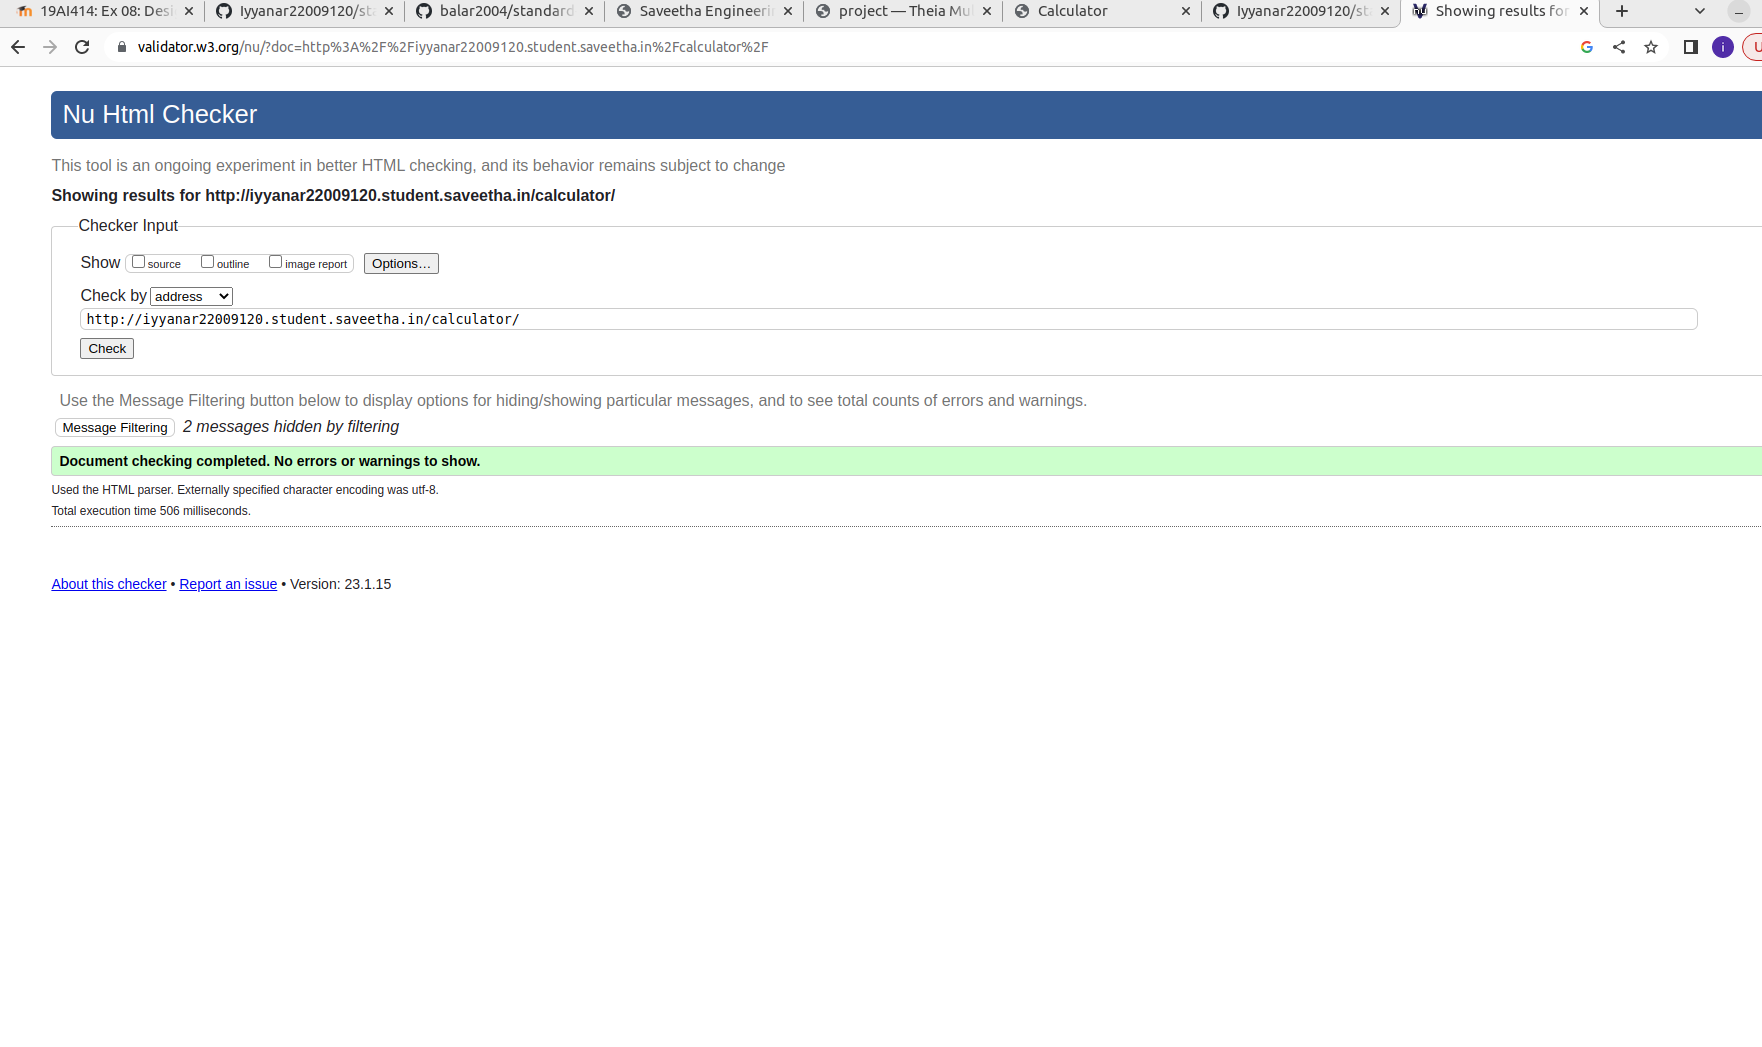 19AI414: Ex 08: Desi Iyyanar22009120/sta balar2004/standard Saveetha Engineerin project — Theia Mul Calculator Iyyanar22009120/sta Showing results for
validator.w3.org/nu/?doc=http%3A%2F%2Fiyyanar22009120.student.saveetha.in%2Fcalculator%2F
i U
Nu Html Checker
This tool is an ongoing experiment in better HTML checking, and its behavior remains subject to change
Showing results for http://iyyanar22009120.student.saveetha.in/calculator/
Checker Input
Show source outline image report Options...
Check by address
http://iyyanar22009120.student.saveetha.in/calculator/
Check
Use the Message Filtering button below to display options for hiding/showing particular messages, and to see total counts of errors and warnings.
Message Filtering 2 messages hidden by filtering
Document checking completed. No errors or warnings to show.
Used the HTML parser. Externally specified character encoding was utf-8.
Total execution time 506 milliseconds.
About this checker • Report an issue • Version: 23.1.15